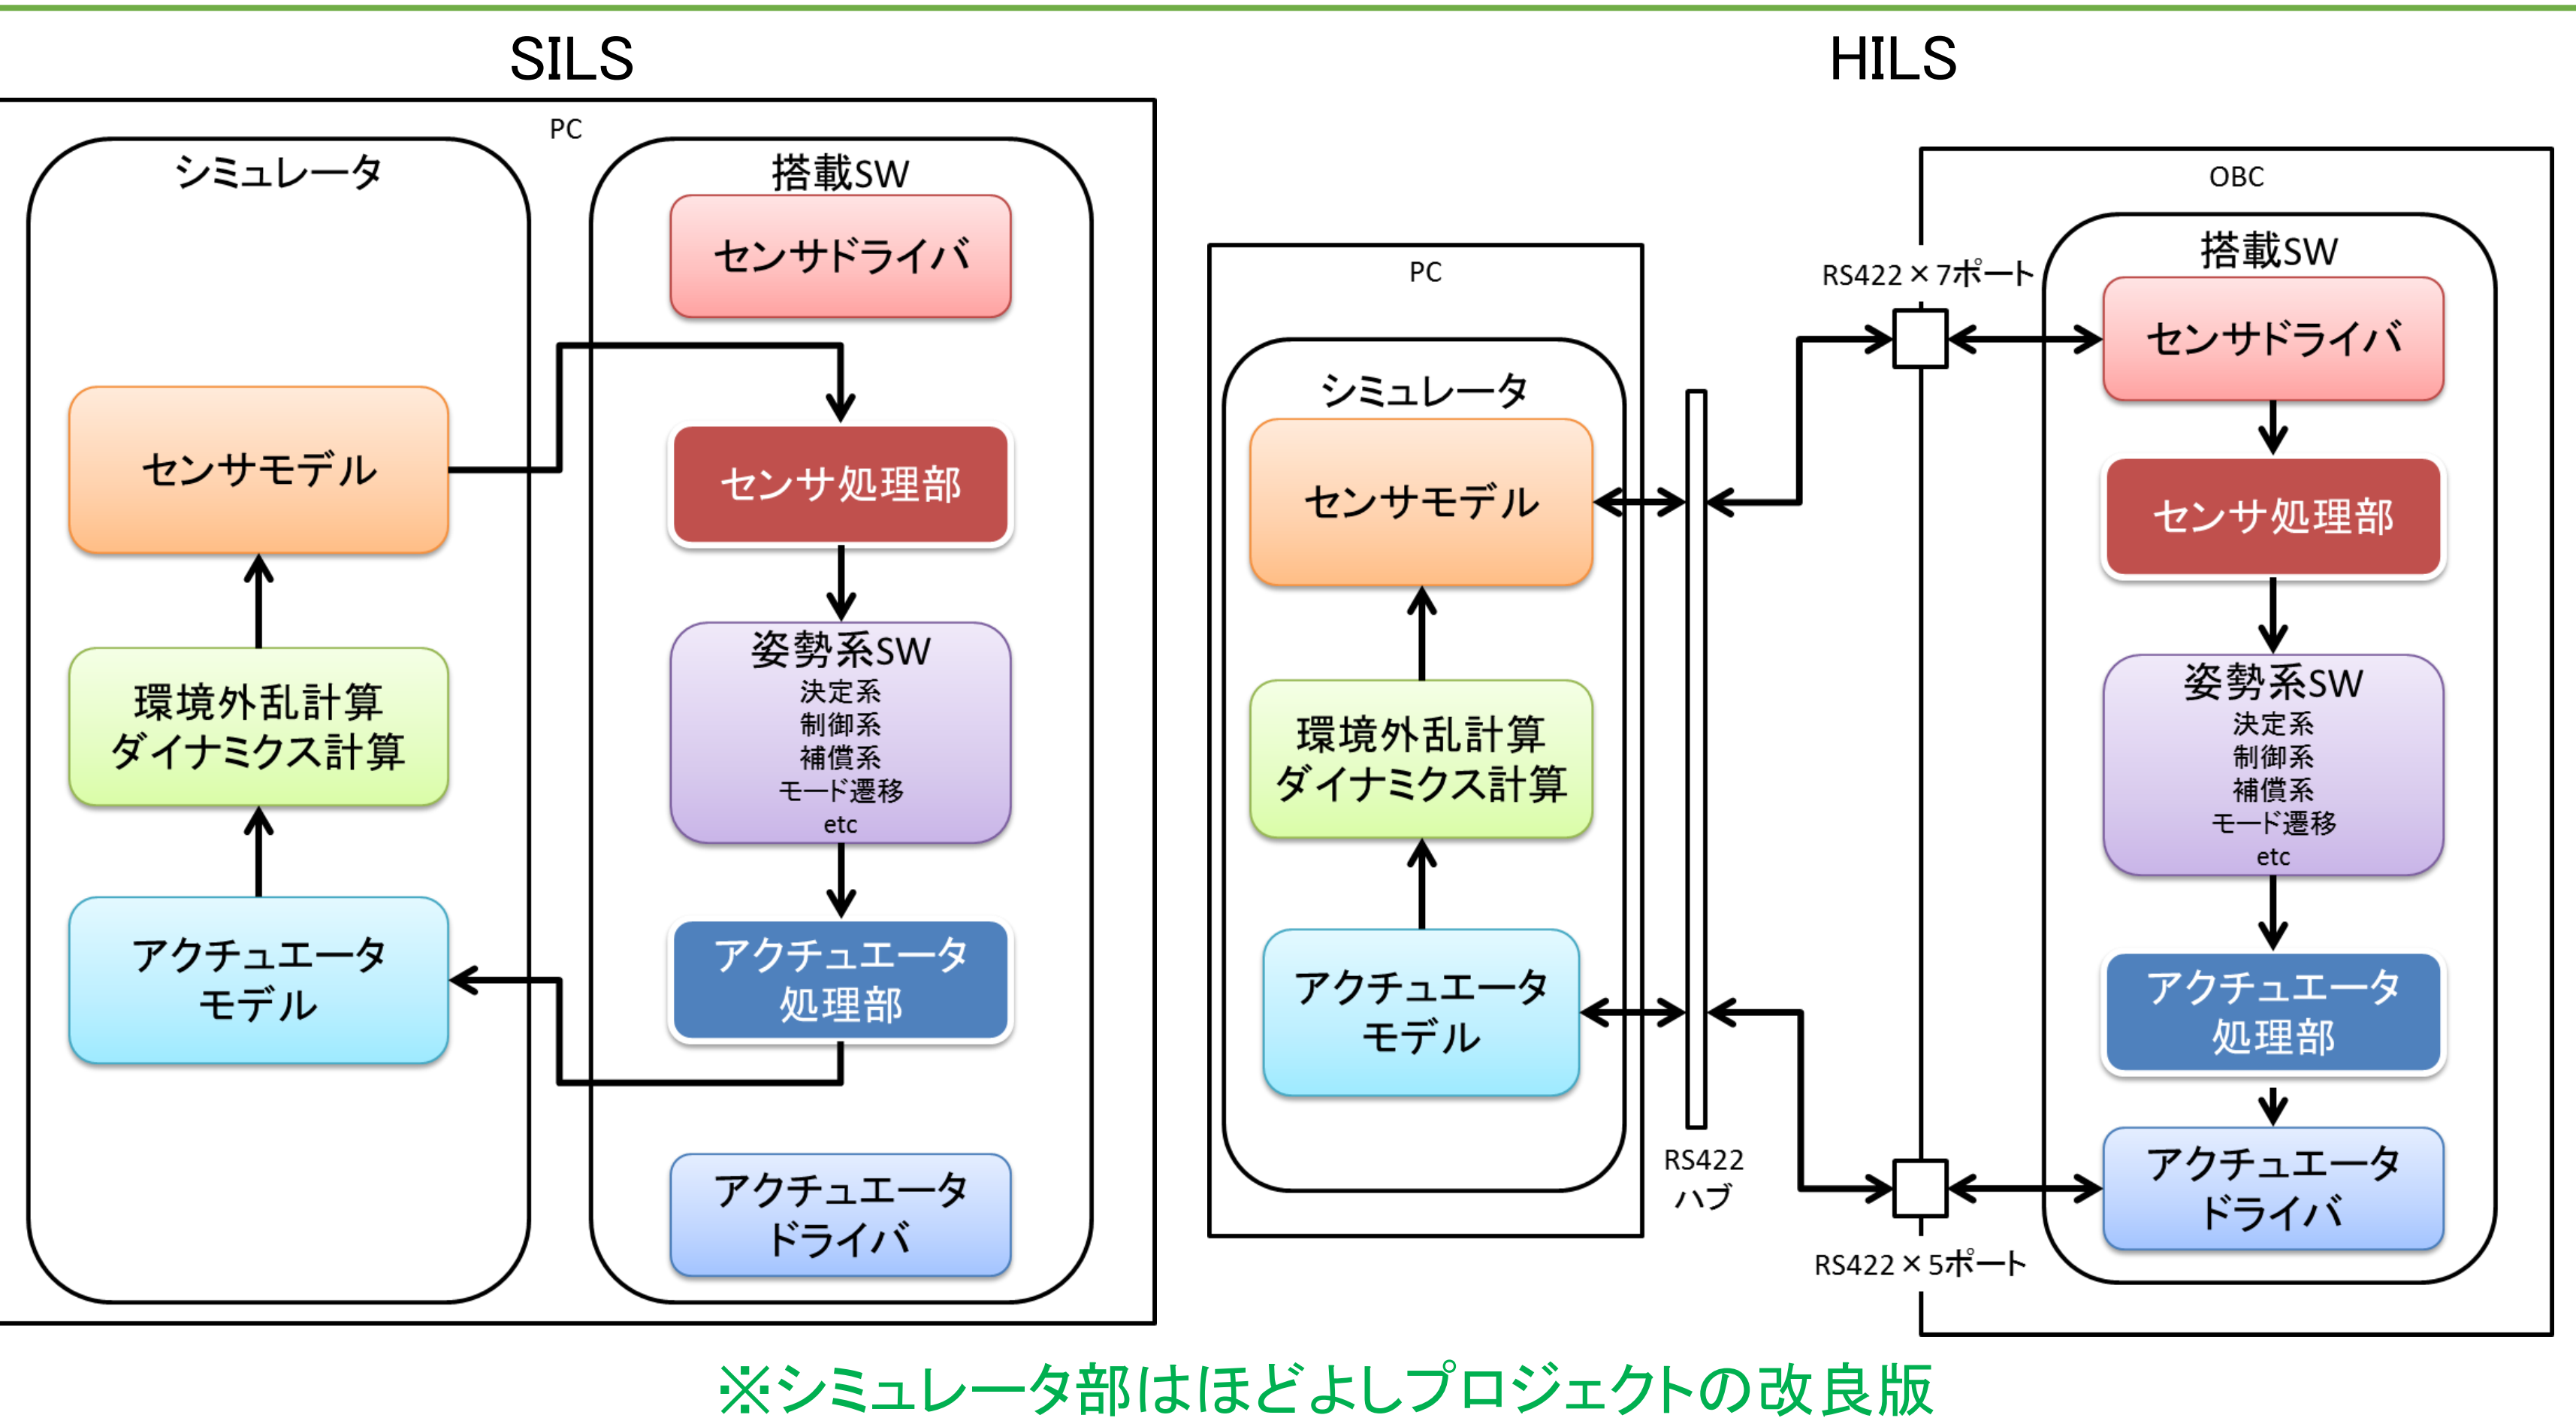 SILS
PC
シミュレータ
センサモデル
環境外乱計算
ダイナミクス計算
アクチュエータ
モデル
搭載SW
センサドライバ
センサ処理部
姿勢系SW
決定系
制御系
補償系
モード遷移
etc
アクチュエータ
処理部
アクチュエータ
ドライバ
HILS
PC
シミュレータ
センサモデル
環境外乱計算
ダイナミクス計算
アクチュエータ
モデル
RS422
ハブ
RS422×7ポート
RS422×5ポート
OBC
搭載SW
センサドライバ
センサ処理部
姿勢系SW
決定系
制御系
補償系
モード遷移
etc
アクチュエータ
処理部
アクチュエータ
ドライバ
※シミュレータ部はほどよしプロジェクトの改良版